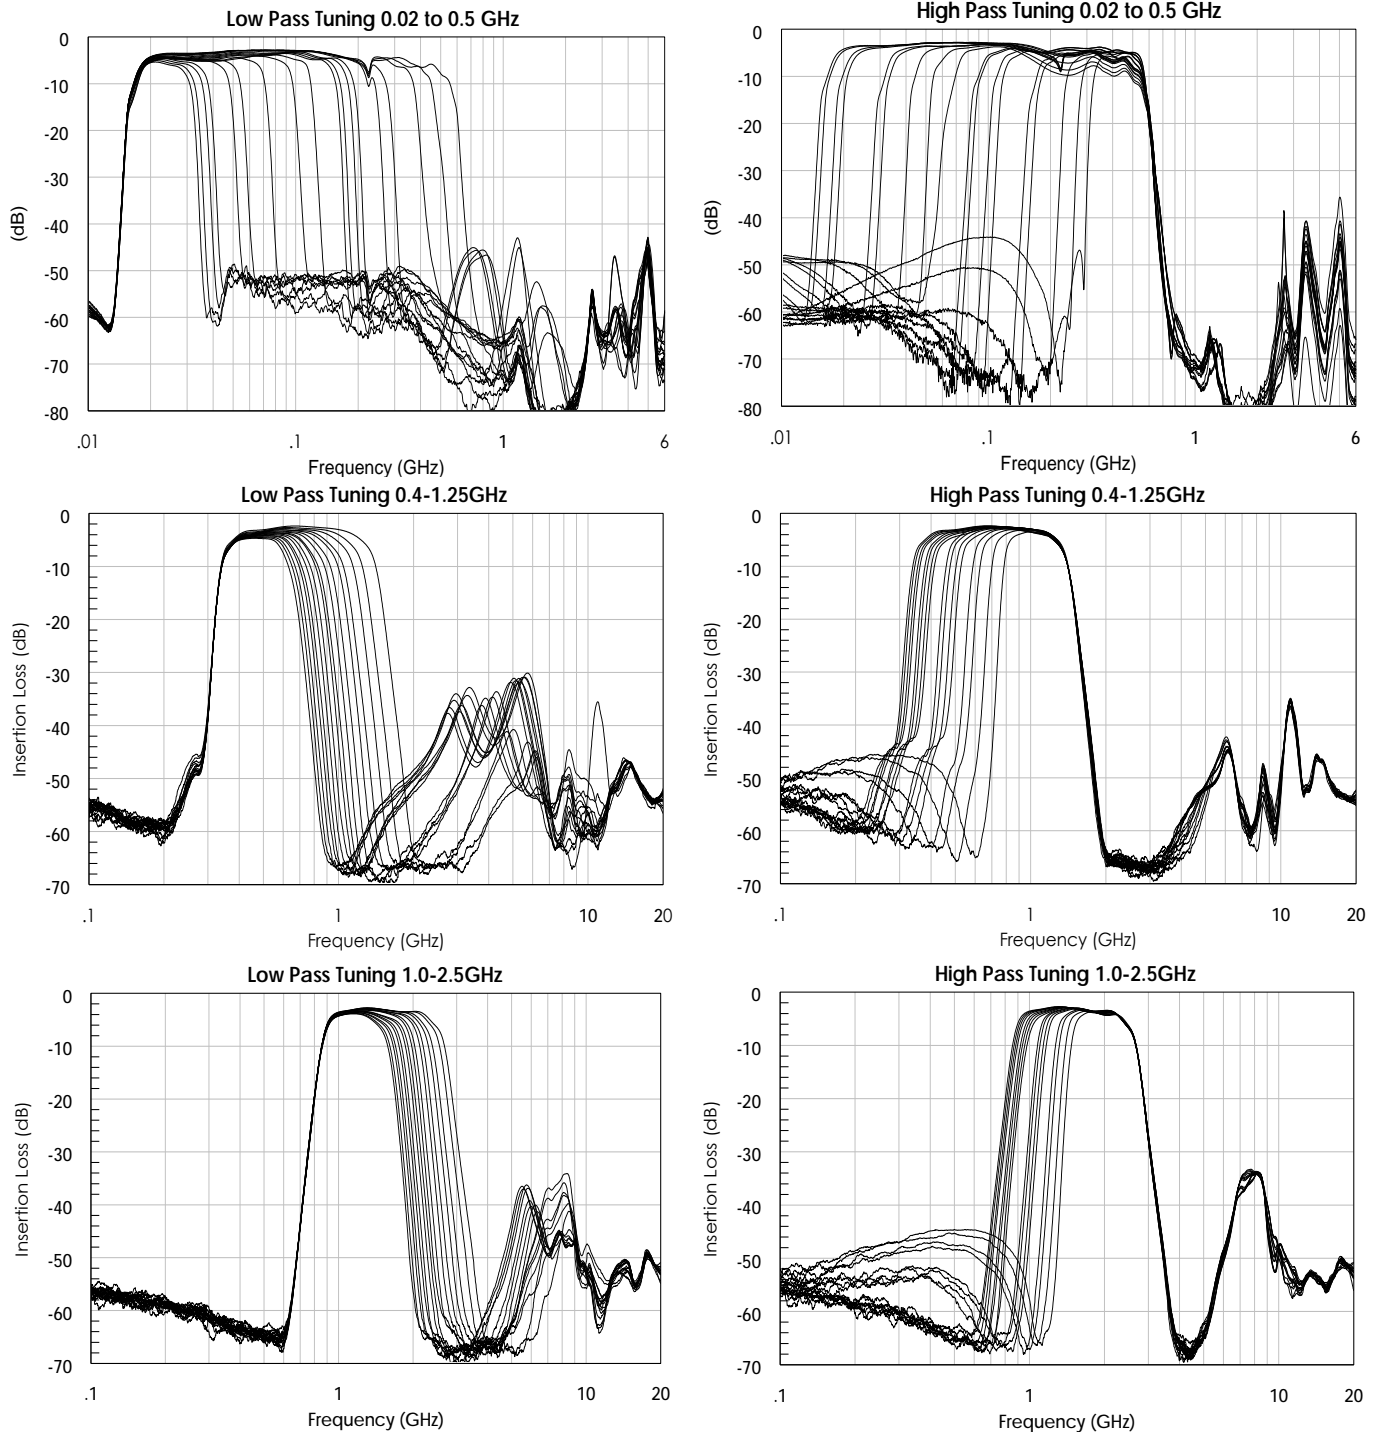 Low Pass Tuning 0.02 to 0.5 GHz
0
-10
-20
-30
-40
-50
-60
-70
-80
(dB)
.01 .1 1 6
Frequency (GHz)
High Pass Tuning 0.02 to 0.5 GHz
0
-10
-20
-30
-40
-50
-60
-70
-80
(dB)
.01 .1 1 6
Frequency (GHz)
Low Pass Tuning 0.4-1.25GHz
0
-10
-20
-30
-40
-50
-60
-70
Insertion Loss (dB)
.1 1 10 20
Frequency (GHz)
High Pass Tuning 0.4-1.25GHz
0
-10
-20
-30
-40
-50
-60
-70
Insertion Loss (dB)
.1 1 10 20
Frequency (GHz)
Low Pass Tuning 1.0-2.5GHz
0
-10
-20
-30
-40
-50
-60
-70
Insertion Loss (dB)
.1 1 10 20
Frequency (GHz)
High Pass Tuning 1.0-2.5GHz
0
-10
-20
-30
-40
-50
-60
-70
Insertion Loss (dB)
.1 1 10 20
Frequency (GHz)